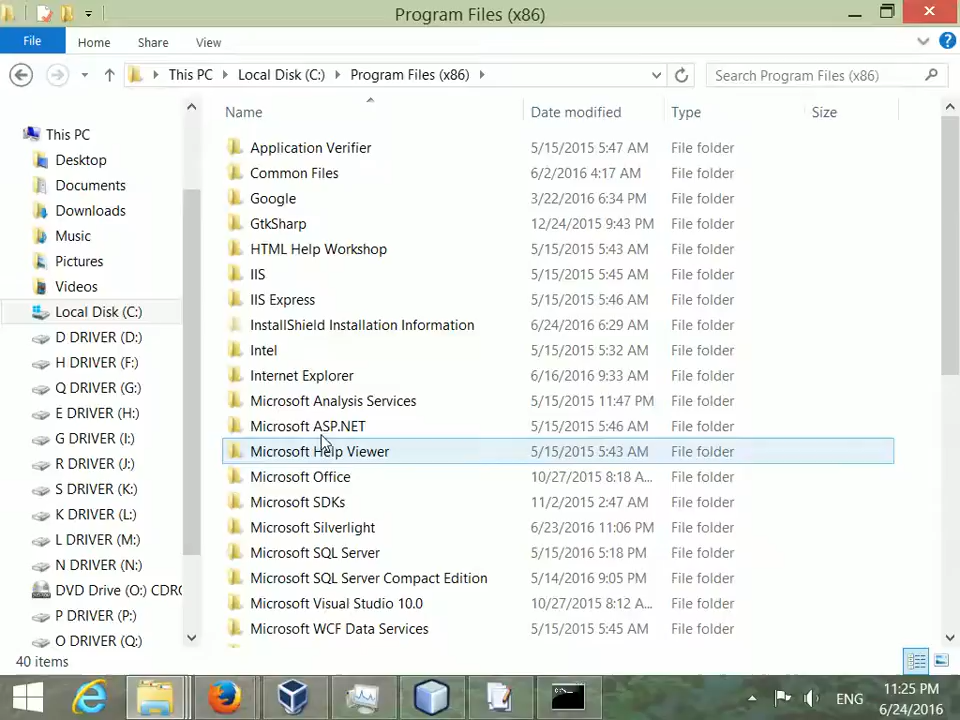 Program Files (x86)
File Home Share View
This PC Local Disk (C:) Program Files (x86) Search Program Files (x86)
Name Date modified Type Size
This PC
Desktop
Documents
Downloads
Music
Pictures
Videos
Local Disk (C:)
D DRIVER (D:)
H DRIVER (F:)
Q DRIVER (G:)
E DRIVER (H:)
G DRIVER (I:)
R DRIVER (J:)
S DRIVER (K:)
K DRIVER (L:)
L DRIVER (M:)
N DRIVER (N:)
DVD Drive (O:) CDRO
P DRIVER (P:)
O DRIVER (Q:)
Application Verifier 5/15/2015 5:47 AM File folder
Common Files 6/2/2016 4:17 AM File folder
Google 3/22/2016 6:34 PM File folder
GtkSharp 12/24/2015 9:43 PM File folder
HTML Help Workshop 5/15/2015 5:43 AM File folder
IIS 5/15/2015 5:45 AM File folder
IIS Express 5/15/2015 5:46 AM File folder
InstallShield Installation Information 6/24/2016 6:29 AM File folder
Intel 5/15/2015 5:32 AM File folder
Internet Explorer 6/16/2016 9:33 AM File folder
Microsoft Analysis Services 5/15/2015 11:47 PM File folder
Microsoft ASP.NET 5/15/2015 5:46 AM File folder
Microsoft Help Viewer 5/15/2015 5:43 AM File folder
Microsoft Office 10/27/2015 8:18 A... File folder
Microsoft SDKs 11/2/2015 2:47 AM File folder
Microsoft Silverlight 6/23/2016 11:06 PM File folder
Microsoft SQL Server 5/15/2016 5:18 PM File folder
Microsoft SQL Server Compact Edition 5/14/2016 9:05 PM File folder
Microsoft Visual Studio 10.0 10/27/2015 8:12 A... File folder
Microsoft WCF Data Services 5/15/2015 5:45 AM File folder
40 items
ENG 11:25 PM
6/24/2016